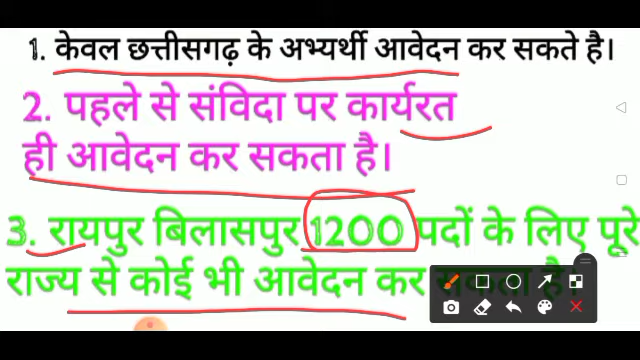 1. केवल छत्तीसगढ़ के अभ्यर्थी आवेदन कर सकते है।
2. पहले से संविदा पर कार्यरत
ही आवेदन कर सकता है।
3. रायपुर बिलासपुर 1200 पदों के लिए पूरे
राज्य से कोई भी आवेदन कर सकता है।